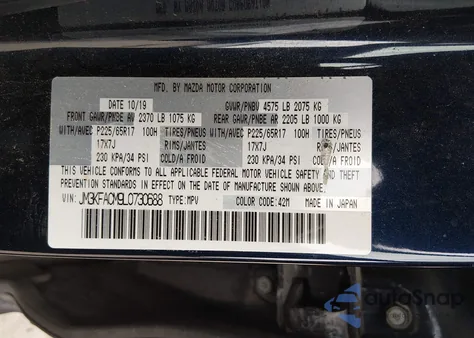 MFD. BY MAZDA MOTOR CORPORATION
DATE 10/19 GVWR/PNBV 4575 LB 2075 KG
FRONT GAWR/PNBE AV 2370 LB 1075 KG REAR GAWR/PNBE AR 2205 LB 1000 KG
WITH/AVEC P225/65R17 100H TIRES/PNEUS WITH/AVEC P225/65R17 100H TIRES/PNEUS
17X7J RIMS/JANTES 17X7J RIMS/JANTES
230 KPA/34 PSI COLD/A FROID 230 KPA/34 PSI COLD/A FROID
THIS VEHICLE CONFORMS TO ALL APPLICABLE FEDERAL MOTOR VEHICLE SAFETY, BUMPER, AND THEFT
PREVENTION STANDARDS IN EFFECT ON THE DATE OF MANUFACTURE SHOWN ABOVE.
VIN: JM3KFACM9L0730688 TYPE: MPV COLOR CODE: 42M MADE IN JAPAN
AutoSnap